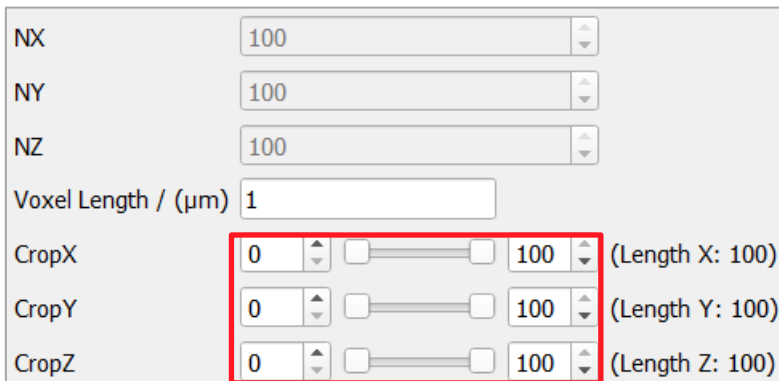 NX 100
NY 100
NZ 100
Voxel Length / (µm) 1
CropX 0 100 (Length X: 100)
CropY 0 100 (Length Y: 100)
CropZ 0 100 (Length Z: 100)